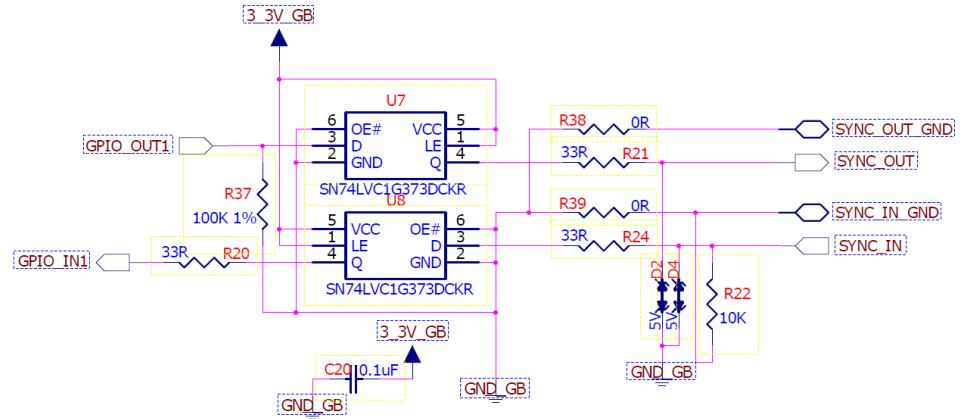 3_3V_GB
U7
6 OE# VCC 5
3 D LE 1
2 GND Q 4
SN74LVC1G373DCKR
GPIO_OUT1
R37
100K 1%
U8
5 VCC OE# 6
1 LE D 3
4 Q GND 2
SN74LVC1G373DCKR
33R R20
GPIO_IN1
R38 0R
SYNC_OUT_GND
33R R21
SYNC_OUT
R39 0R
SYNC_IN_GND
33R R24
SYNC_IN
D2
D4
5V
5V
R22
10K
3_3V_GB
C20 0.1uF
GND_GB
GND_GB
GND_GB